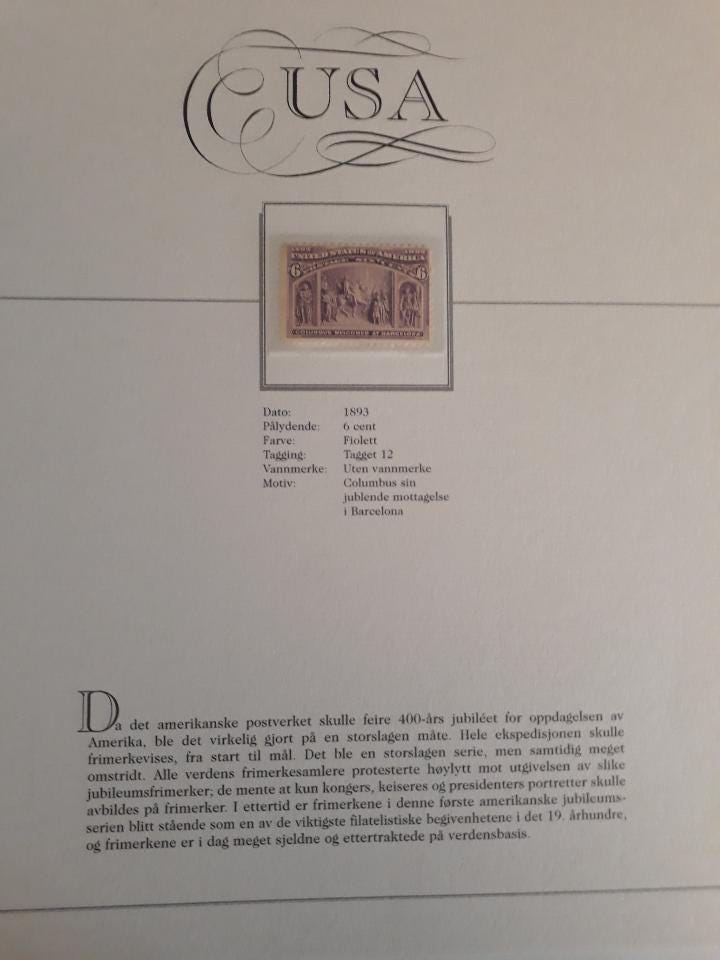 USA
1492 1892
UNITED STATES OF AMERICA
POSTAGE SIX CENTS
6 6
COLUMBUS WELCOMED AT BARCELONA
Dato: 1893
Pålydende: 6 cent
Farve: Fiolett
Tagging: Tagget 12
Vannmerke: Uten vannmerke
Motiv: Columbus sin
jublende mottagelse
i Barcelona
Da det amerikanske postverket skulle feire 400-års jubiléet for oppdagelsen av
Amerika, ble det virkelig gjort på en storslagen måte. Hele ekspedisjonen skulle
frimerkevises, fra start til mål. Det ble en storslagen serie, men samtidig meget
omstridt. Alle verdens frimerkesamlere protesterte høylytt mot utgivelsen av slike
jubileumsfrimerker; de mente at kun kongers, keiseres og presidenters portretter skulle
avbildes på frimerker. I ettertid er frimerkene i denne første amerikanske jubileums-
serien blitt stående som en av de viktigste filatelistiske begivenhetene i det 19. århundre,
og frimerkene er i dag meget sjeldne og ettertraktede på verdensbasis.